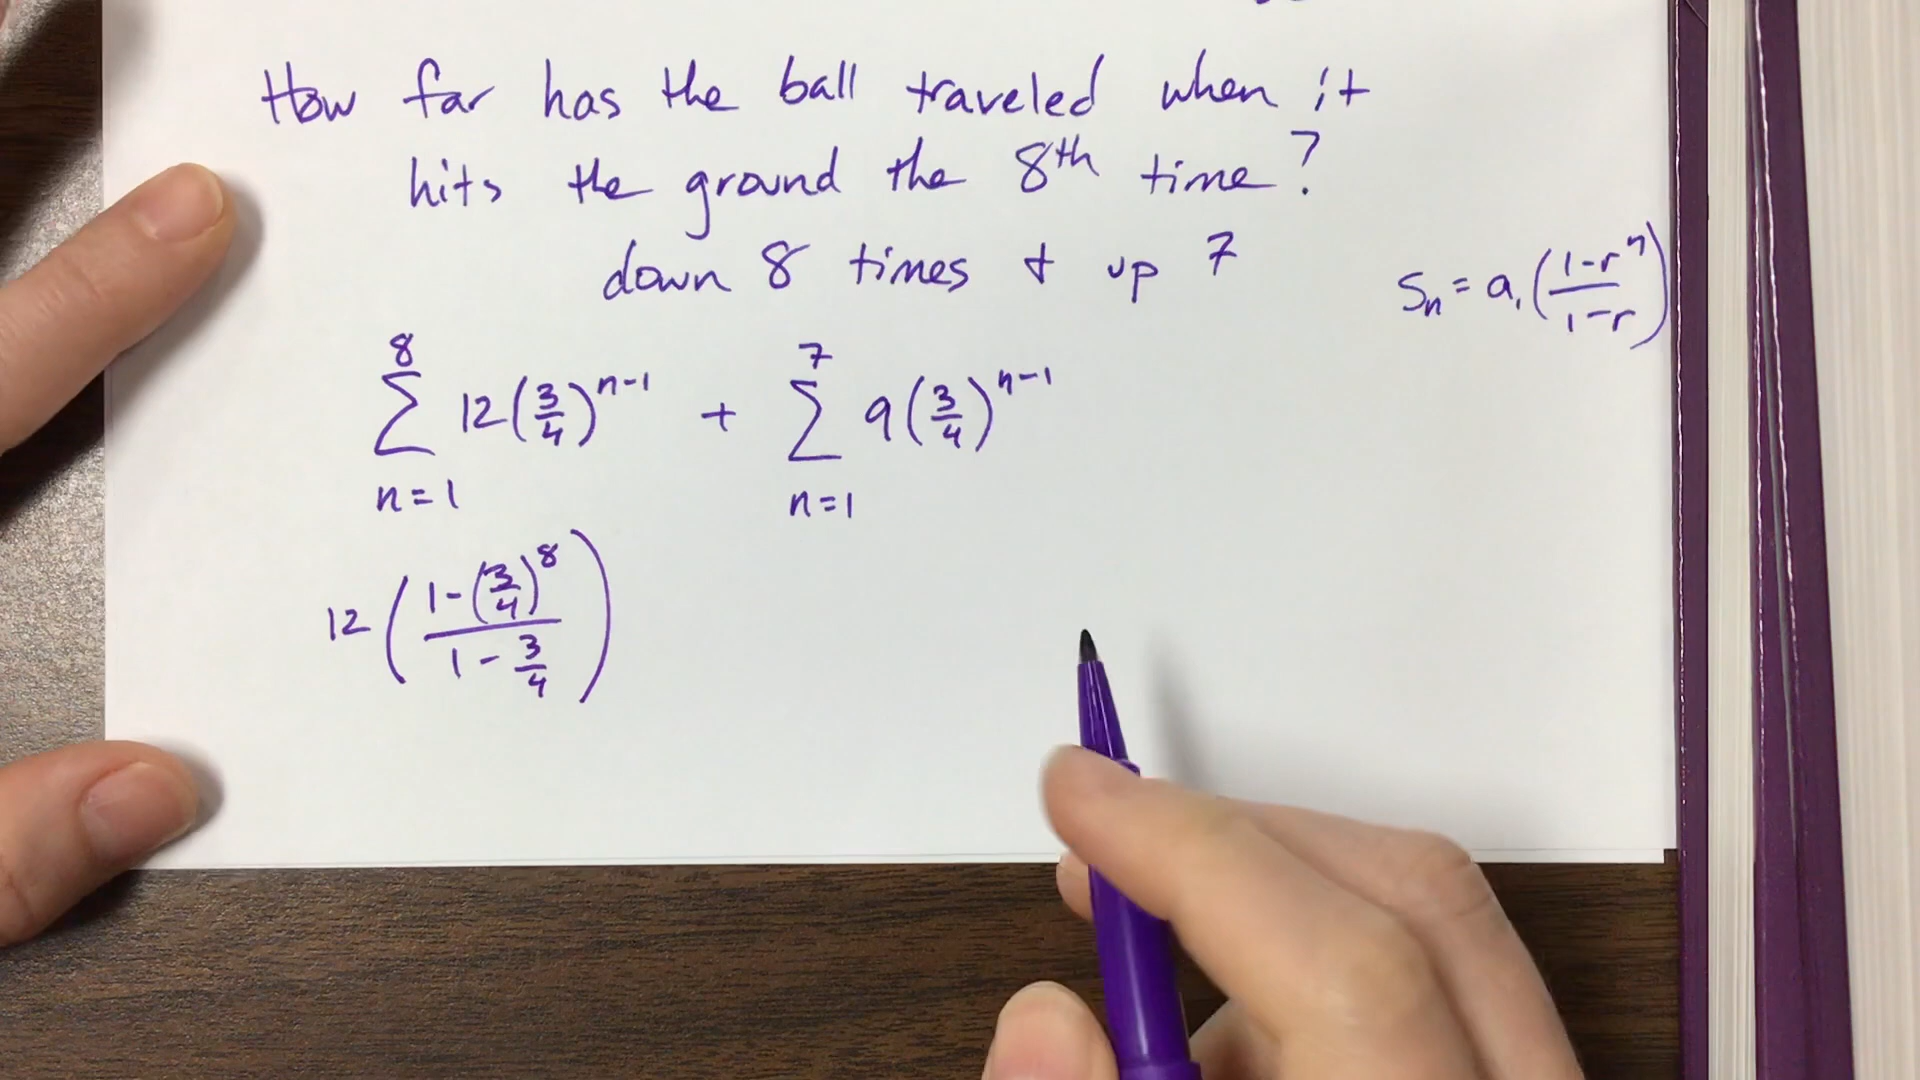 How far has the ball traveled when it
hits the ground the 8th time?
down 8 times + up 7
Sₙ = a₁ ((1-rⁿ)/(1-r))
∑_{n=1}^{8} 12(3/4)^{n-1} + ∑_{n=1}^{7} 9(3/4)^{n-1}
12((1-(3/4)^8)/(1-3/4))